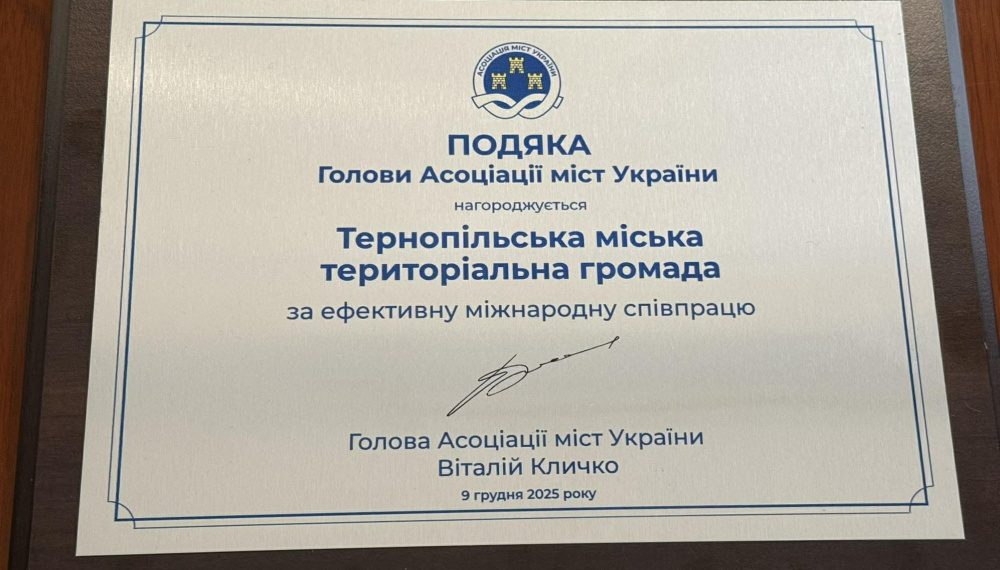 АСОЦІАЦІЯ МІСТ УКРАЇНИ
ПОДЯКА
Голови Асоціації міст України
нагороджується
Тернопільська міська
територіальна громада
за ефективну міжнародну співпрацю
Голова Асоціації міст України
Віталій Кличко
9 грудня 2025 року